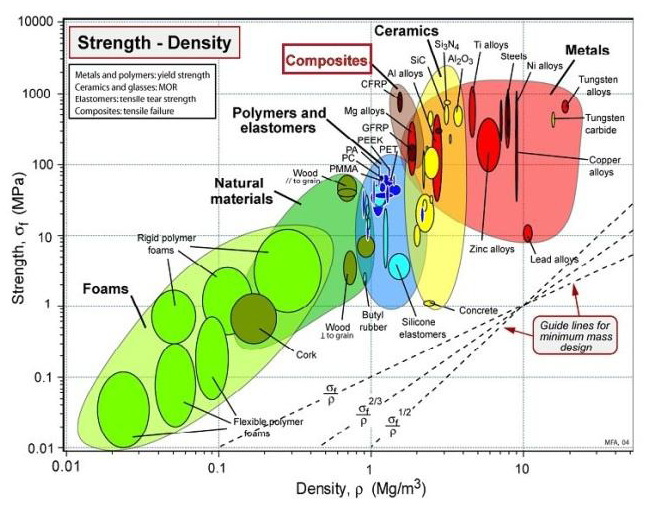 Strength - Density
Metals and polymers: yield strength
Ceramics and glasses: MOR
Elastomers: tensile tear strength
Composites: tensile failure
Strength, σf (MPa)
10000
1000
100
10
1
0.1
0.01
Composites
Ceramics
Metals
Polymers and
elastomers
Natural
materials
Foams
CFRP
Al alloys
SiC
Si3N4
Al2O3
Ti alloys
Steels
Ni alloys
Tungsten
alloys
Tungsten
carbide
Copper
alloys
Lead alloys
Zinc alloys
Mg alloys
GFRP
PEEK
PA
PET
PC
PMMA
Wood
// to grain
Rigid polymer
foams
Flexible polymer
foams
Cork
Wood
⊥ to grain
Butyl
rubber
Silicone
elastomers
Concrete
Guide lines for
minimum mass
design
σf/ρ
σf^2/3/ρ
σf^1/2/ρ
MFA, 04
0.01
0.1
1
10
Density, ρ (Mg/m3)